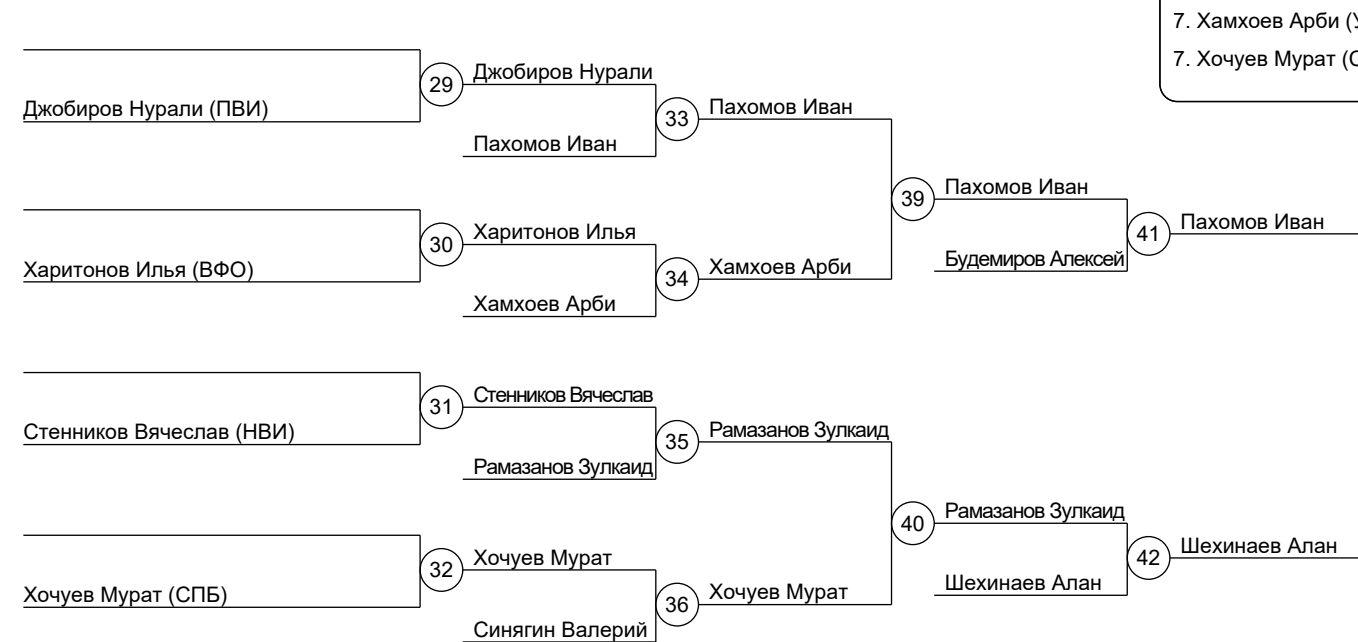 7. Хамхоев Арби (У
7. Хочуев Мурат (С
Джобиров Нурали (ПВИ)
29
Джобиров Нурали
Пахомов Иван
33
Пахомов Иван
Харитонов Илья (ВФО)
30
Харитонов Илья
Хамхоев Арби
34
Хамхоев Арби
39
Пахомов Иван
Будемиров Алексей
41
Пахомов Иван
Стенников Вячеслав (НВИ)
31
Стенников Вячеслав
Рамазанов Зулкаид
35
Рамазанов Зулкаид
Хочуев Мурат (СПБ)
32
Хочуев Мурат
Синягин Валерий
36
Хочуев Мурат
40
Рамазанов Зулкаид
Шехинаев Алан
42
Шехинаев Алан